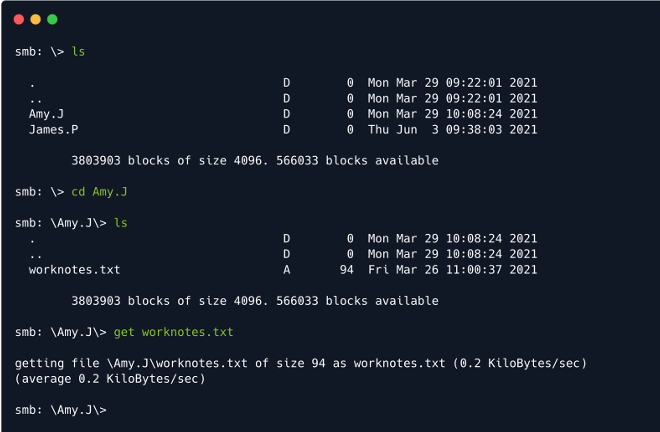 smb: \> ls
. D 0 Mon Mar 29 09:22:01 2021
.. D 0 Mon Mar 29 09:22:01 2021
Amy.J D 0 Mon Mar 29 10:08:24 2021
James.P D 0 Thu Jun 3 09:38:03 2021
3803903 blocks of size 4096. 566033 blocks available
smb: \> cd Amy.J
smb: \Amy.J\> ls
. D 0 Mon Mar 29 10:08:24 2021
.. D 0 Mon Mar 29 10:08:24 2021
worknotes.txt A 94 Fri Mar 26 11:00:37 2021
3803903 blocks of size 4096. 566033 blocks available
smb: \Amy.J\> get worknotes.txt
getting file \Amy.J\worknotes.txt of size 94 as worknotes.txt (0.2 KiloBytes/sec)
(average 0.2 KiloBytes/sec)
smb: \Amy.J\>